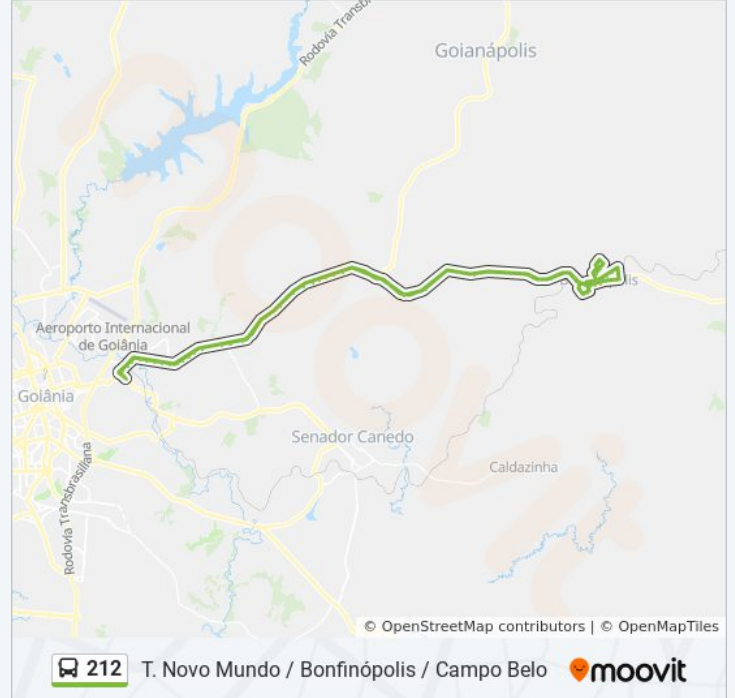 Rodovia Transbr
Goianápolis
Aeroporto Internacional
de Goiânia
Goiânia
Senador Canedo
Caldazinha
Rodovia Transbrasiliana
© OpenStreetMap contributors | © OpenMapTiles
212 T. Novo Mundo / Bonfinópolis / Campo Belo moovit